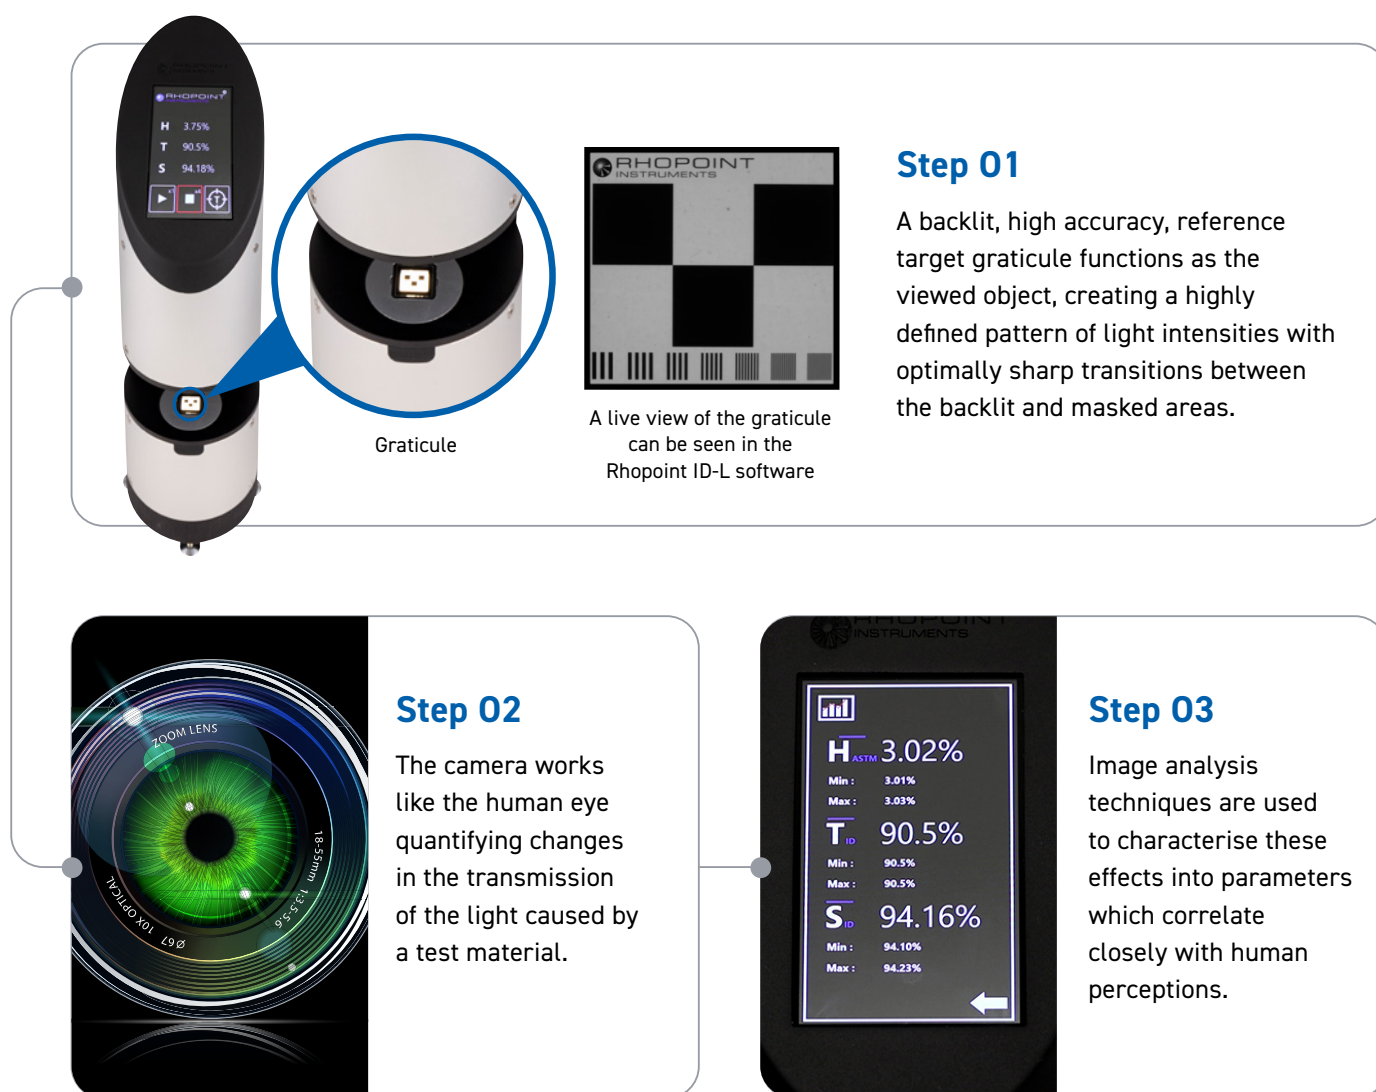 RHOPOINT
INSTRUMENTS
H 3.75%
T 90.5%
S 94.18%
Graticule
RHOPOINT
INSTRUMENTS
A live view of the graticule
can be seen in the
Rhopoint ID-L software
Step 01
A backlit, high accuracy, reference
target graticule functions as the
viewed object, creating a highly
defined pattern of light intensities with
optimally sharp transitions between
the backlit and masked areas.
ZOOM LENS
18-55mm 1:3.5-5.6
Ø67 10X OPTICAL
Step 02
The camera works
like the human eye
quantifying changes
in the transmission
of the light caused by
a test material.
RHOPOINT
INSTRUMENTS
H ASTM 3.02%
Min : 3.01%
Max : 3.03%
T ID 90.5%
Min : 90.5%
Max : 90.5%
S ID 94.16%
Min : 94.10%
Max : 94.23%
Step 03
Image analysis
techniques are used
to characterise these
effects into parameters
which correlate
closely with human
perceptions.